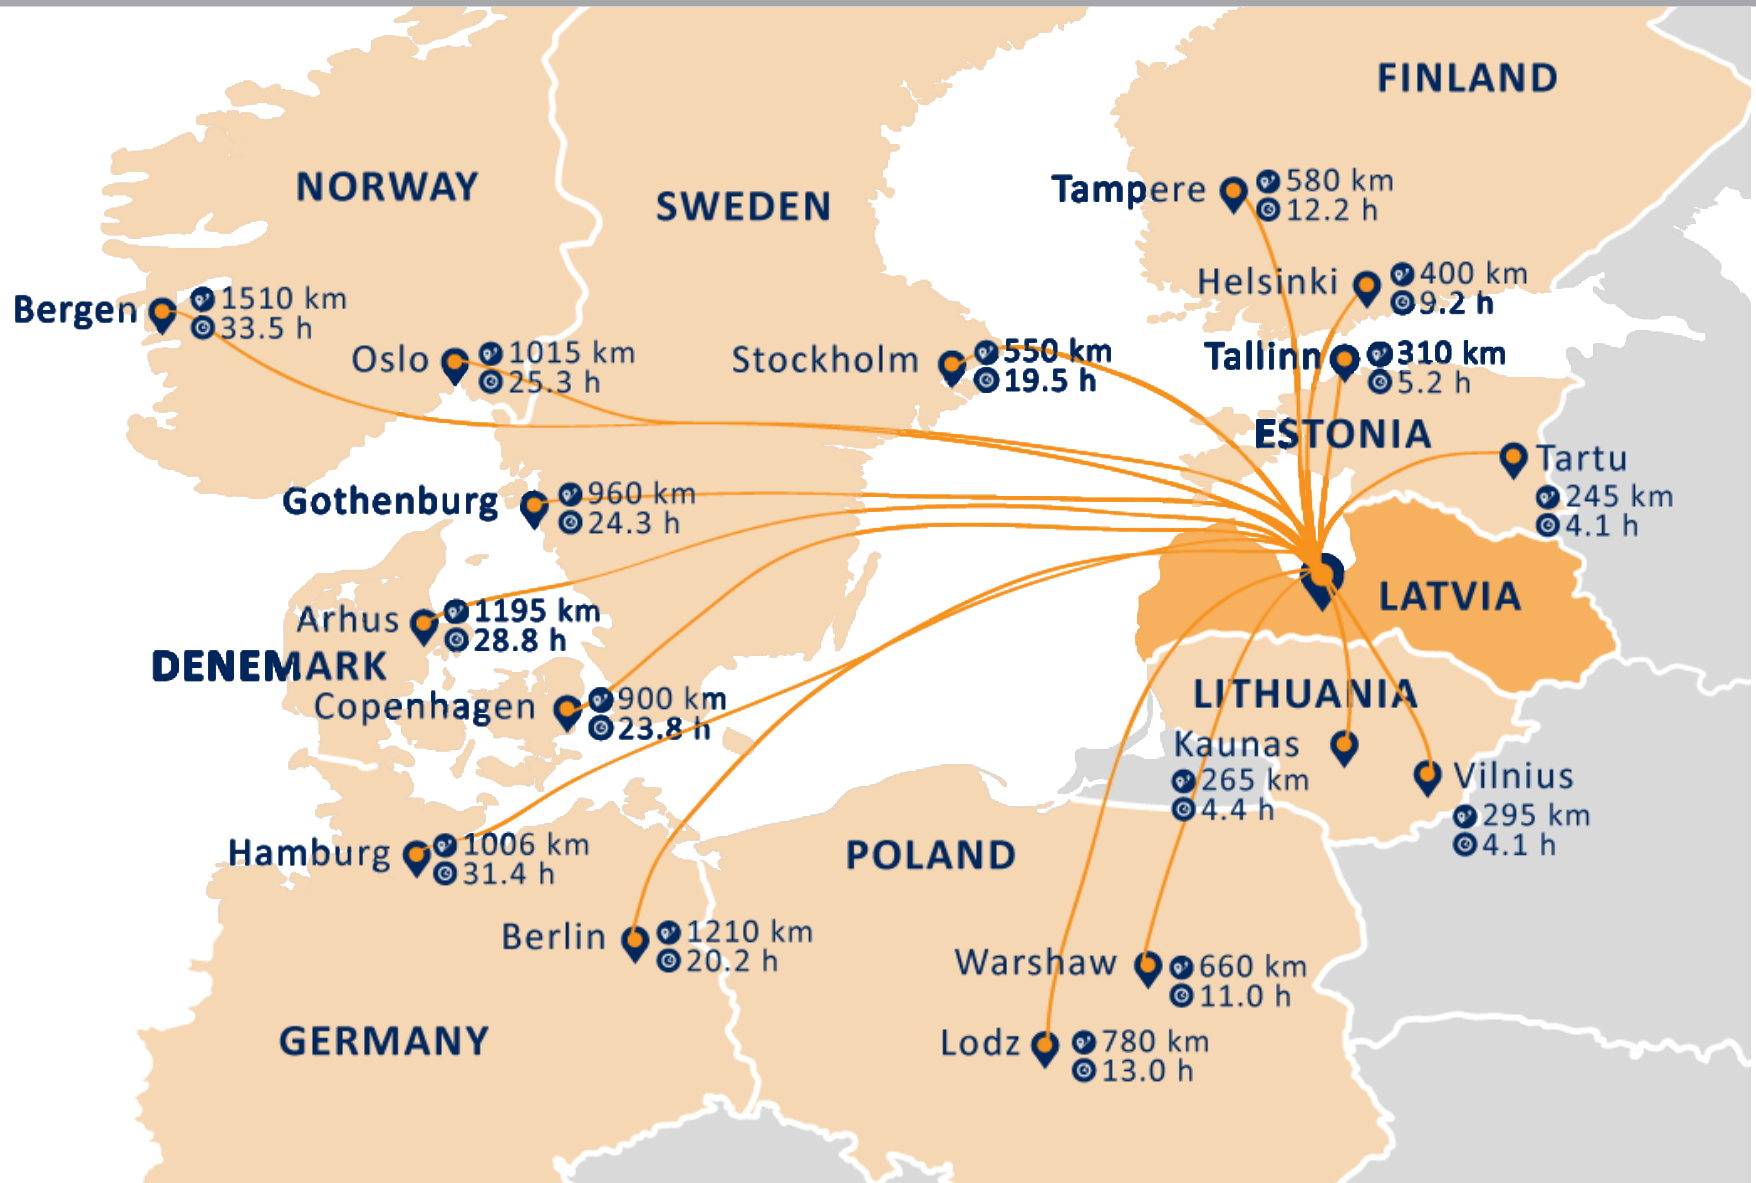 FINLAND
NORWAY
SWEDEN
Tampere
580 km
12.2 h
Helsinki
400 km
9.2 h
Bergen
1510 km
33.5 h
Oslo
1015 km
25.3 h
Stockholm
550 km
19.5 h
Tallinn
310 km
5.2 h
ESTONIA
Tartu
245 km
4.1 h
Gothenburg
960 km
24.3 h
LATVIA
Arhus
1195 km
28.8 h
DENEMARK
Copenhagen
900 km
23.8 h
LITHUANIA
Kaunas
265 km
4.4 h
Vilnius
295 km
4.1 h
Hamburg
1006 km
31.4 h
POLAND
Berlin
1210 km
20.2 h
Warshaw
660 km
11.0 h
GERMANY
Lodz
780 km
13.0 h